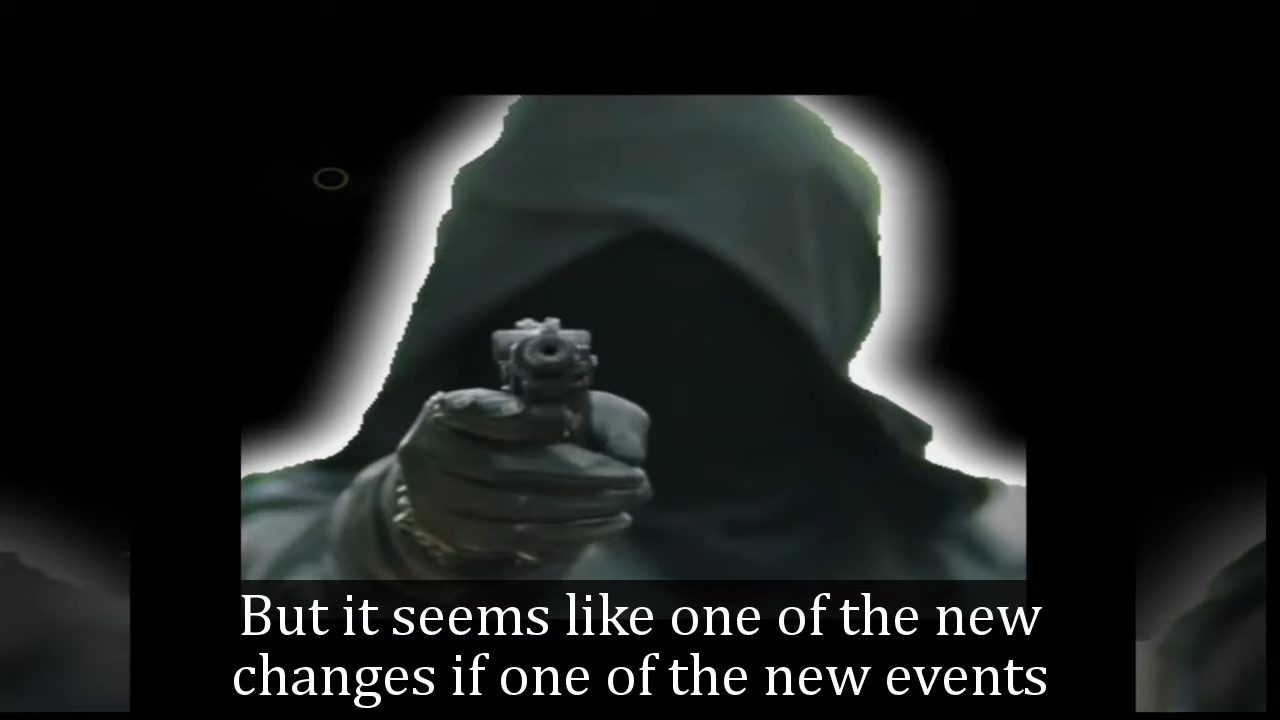 But it seems like one of the new
changes if one of the new events